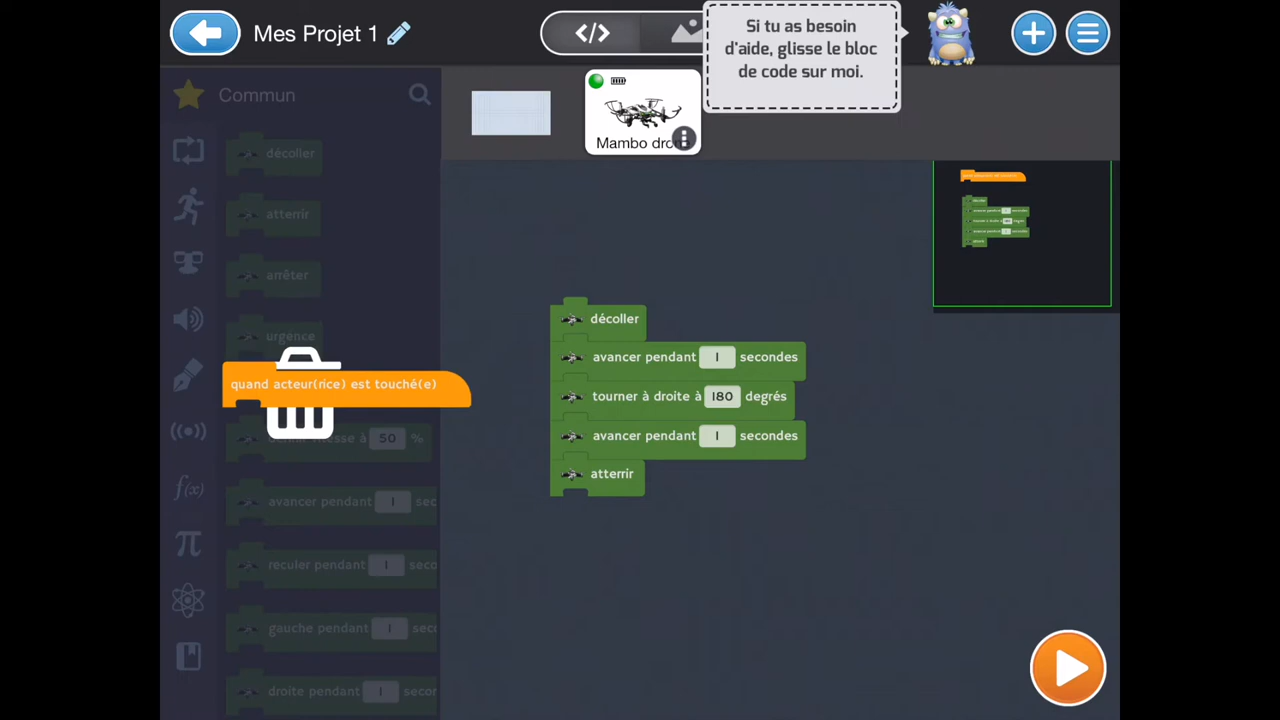 Mes Projet 1
</>
Si tu as besoin
d'aide, glisse le bloc
de code sur moi.
Commun
Mambo dro
décoller
atterrir
arrêter
urgence
quand acteur(rice) est touché(e)
vitesse à 50 %
avancer pendant 1 sec
reculer pendant 1 seco
gauche pendant 1 sec
droite pendant 1 secor
décoller
avancer pendant 1 secondes
tourner à droite à 180 degrés
avancer pendant 1 secondes
atterrir
f(x)
π